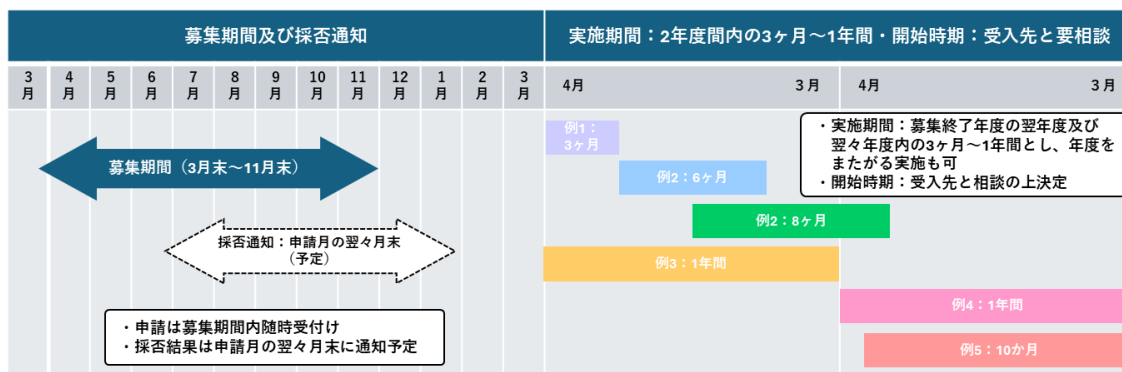 募集期間及び採否通知
実施期間：2年度間内の3ヶ月～1年間・開始時期：受入先と要相談
3月
4月
5月
6月
7月
8月
9月
10月
11月
12月
1月
2月
3月
4月
3月
4月
3月
募集期間（3月末～11月末）
採否通知：申請月の翌々月末
（予定）
・申請は募集期間内随時受付け
・採否結果は申請月の翌々月末に通知予定
例1：
3ヶ月
例2：6ヶ月
例2：8ヶ月
例3：1年間
例4：1年間
例5：10か月
・実施期間：募集終了年度の翌年度及び
翌々年度内の3ヶ月～1年間とし、年度を
またがる実施も可
・開始時期：受入先と相談の上決定